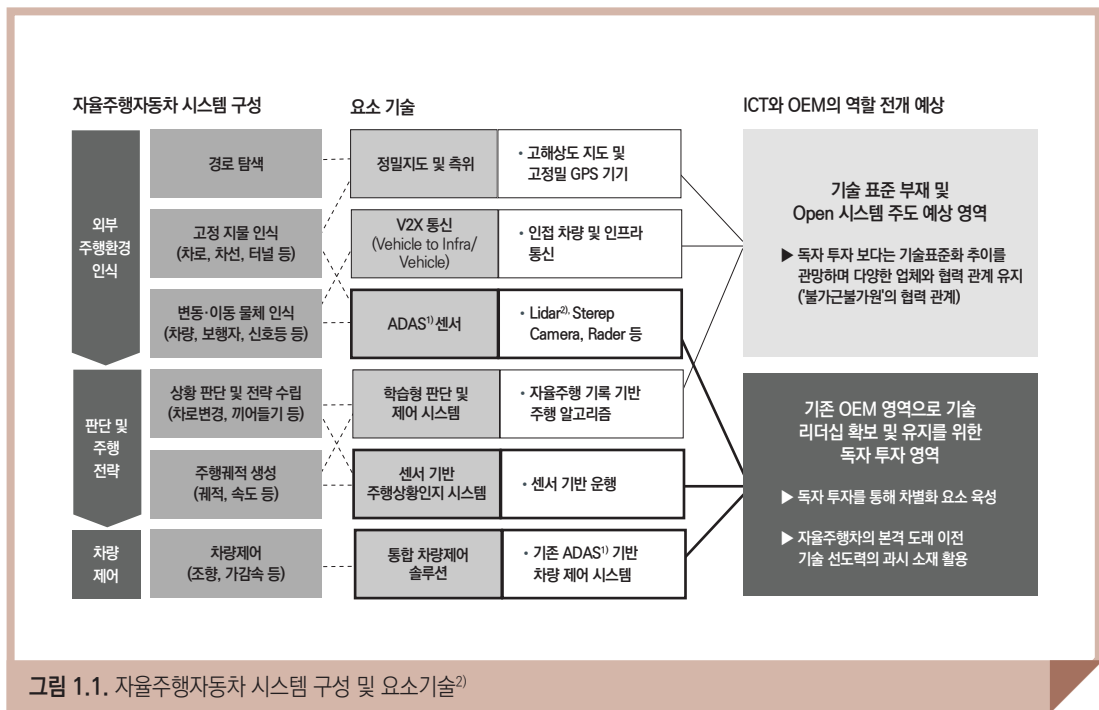 자율주행자동차 시스템 구성
요소 기술
ICT와 OEM의 역할 전개 예상
외부
주행환경
인식
경로 탐색
고정 지물 인식
(차로, 차선, 터널 등)
변동·이동 물체 인식
(차량, 보행자, 신호등 등)
판단 및
주행
전략
상황 판단 및 전략 수립
(차로변경, 끼어들기 등)
주행궤적 생성
(궤적, 속도 등)
차량
제어
차량제어
(조향, 가감속 등)
정밀지도 및 측위
• 고해상도 지도 및
고정밀 GPS 기기
V2X 통신
(Vehicle to Infra/
Vehicle)
• 인접 차량 및 인프라
통신
ADAS1) 센서
• Lidar2), Sterep
Camera, Rader 등
학습형 판단 및
제어 시스템
• 자율주행 기록 기반
주행 알고리즘
센서 기반
주행상황인지 시스템
• 센서 기반 운행
통합 차량제어
솔루션
• 기존 ADAS1) 기반
차량 제어 시스템
기술 표준 부재 및
Open 시스템 주도 예상 영역
▶ 독자 투자 보다는 기술표준화 추이를
관망하며 다양한 업체와 협력 관계 유지
('불가근불가원'의 협력 관계)
기존 OEM 영역으로 기술
리더십 확보 및 유지를 위한
독자 투자 영역
▶ 독자 투자를 통해 차별화 요소 육성
▶ 자율주행차의 본격 도래 이전
기술 선도력의 과시 소재 활용
그림 1.1. 자율주행자동차 시스템 구성 및 요소기술2)